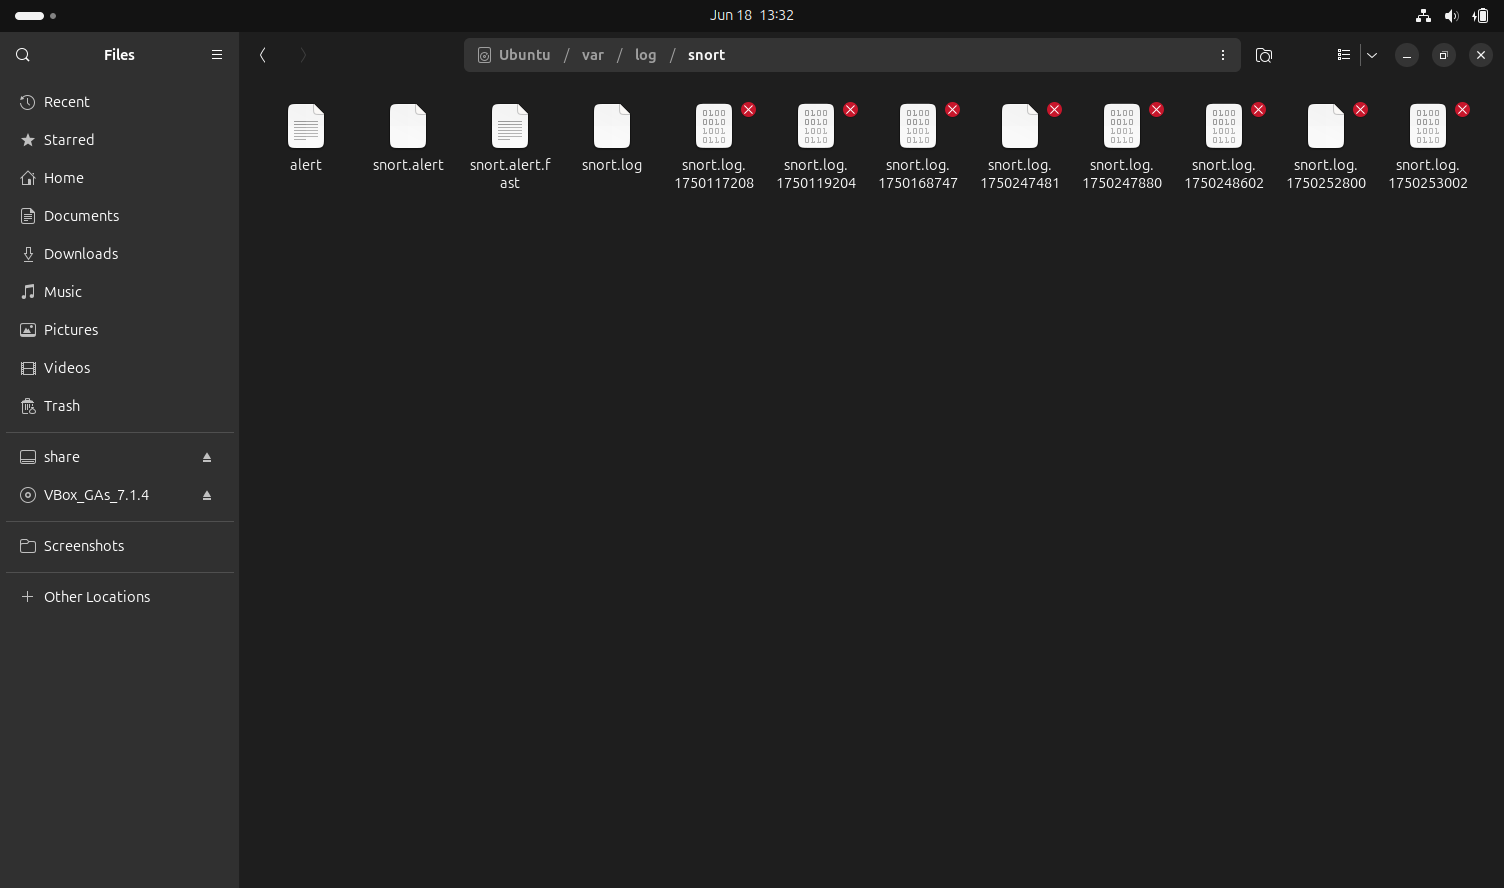 Jun 18 13:32
Files
Ubuntu / var / log / snort
Recent
Starred
Home
Documents
Downloads
Music
Pictures
Videos
Trash
share
VBox_GAs_7.1.4
Screenshots
Other Locations
alert
snort.alert
snort.alert.f
ast
snort.log
snort.log.
1750117208
snort.log.
1750119204
snort.log.
1750168747
snort.log.
1750247481
snort.log.
1750247880
snort.log.
1750248602
snort.log.
1750252800
snort.log.
1750253002